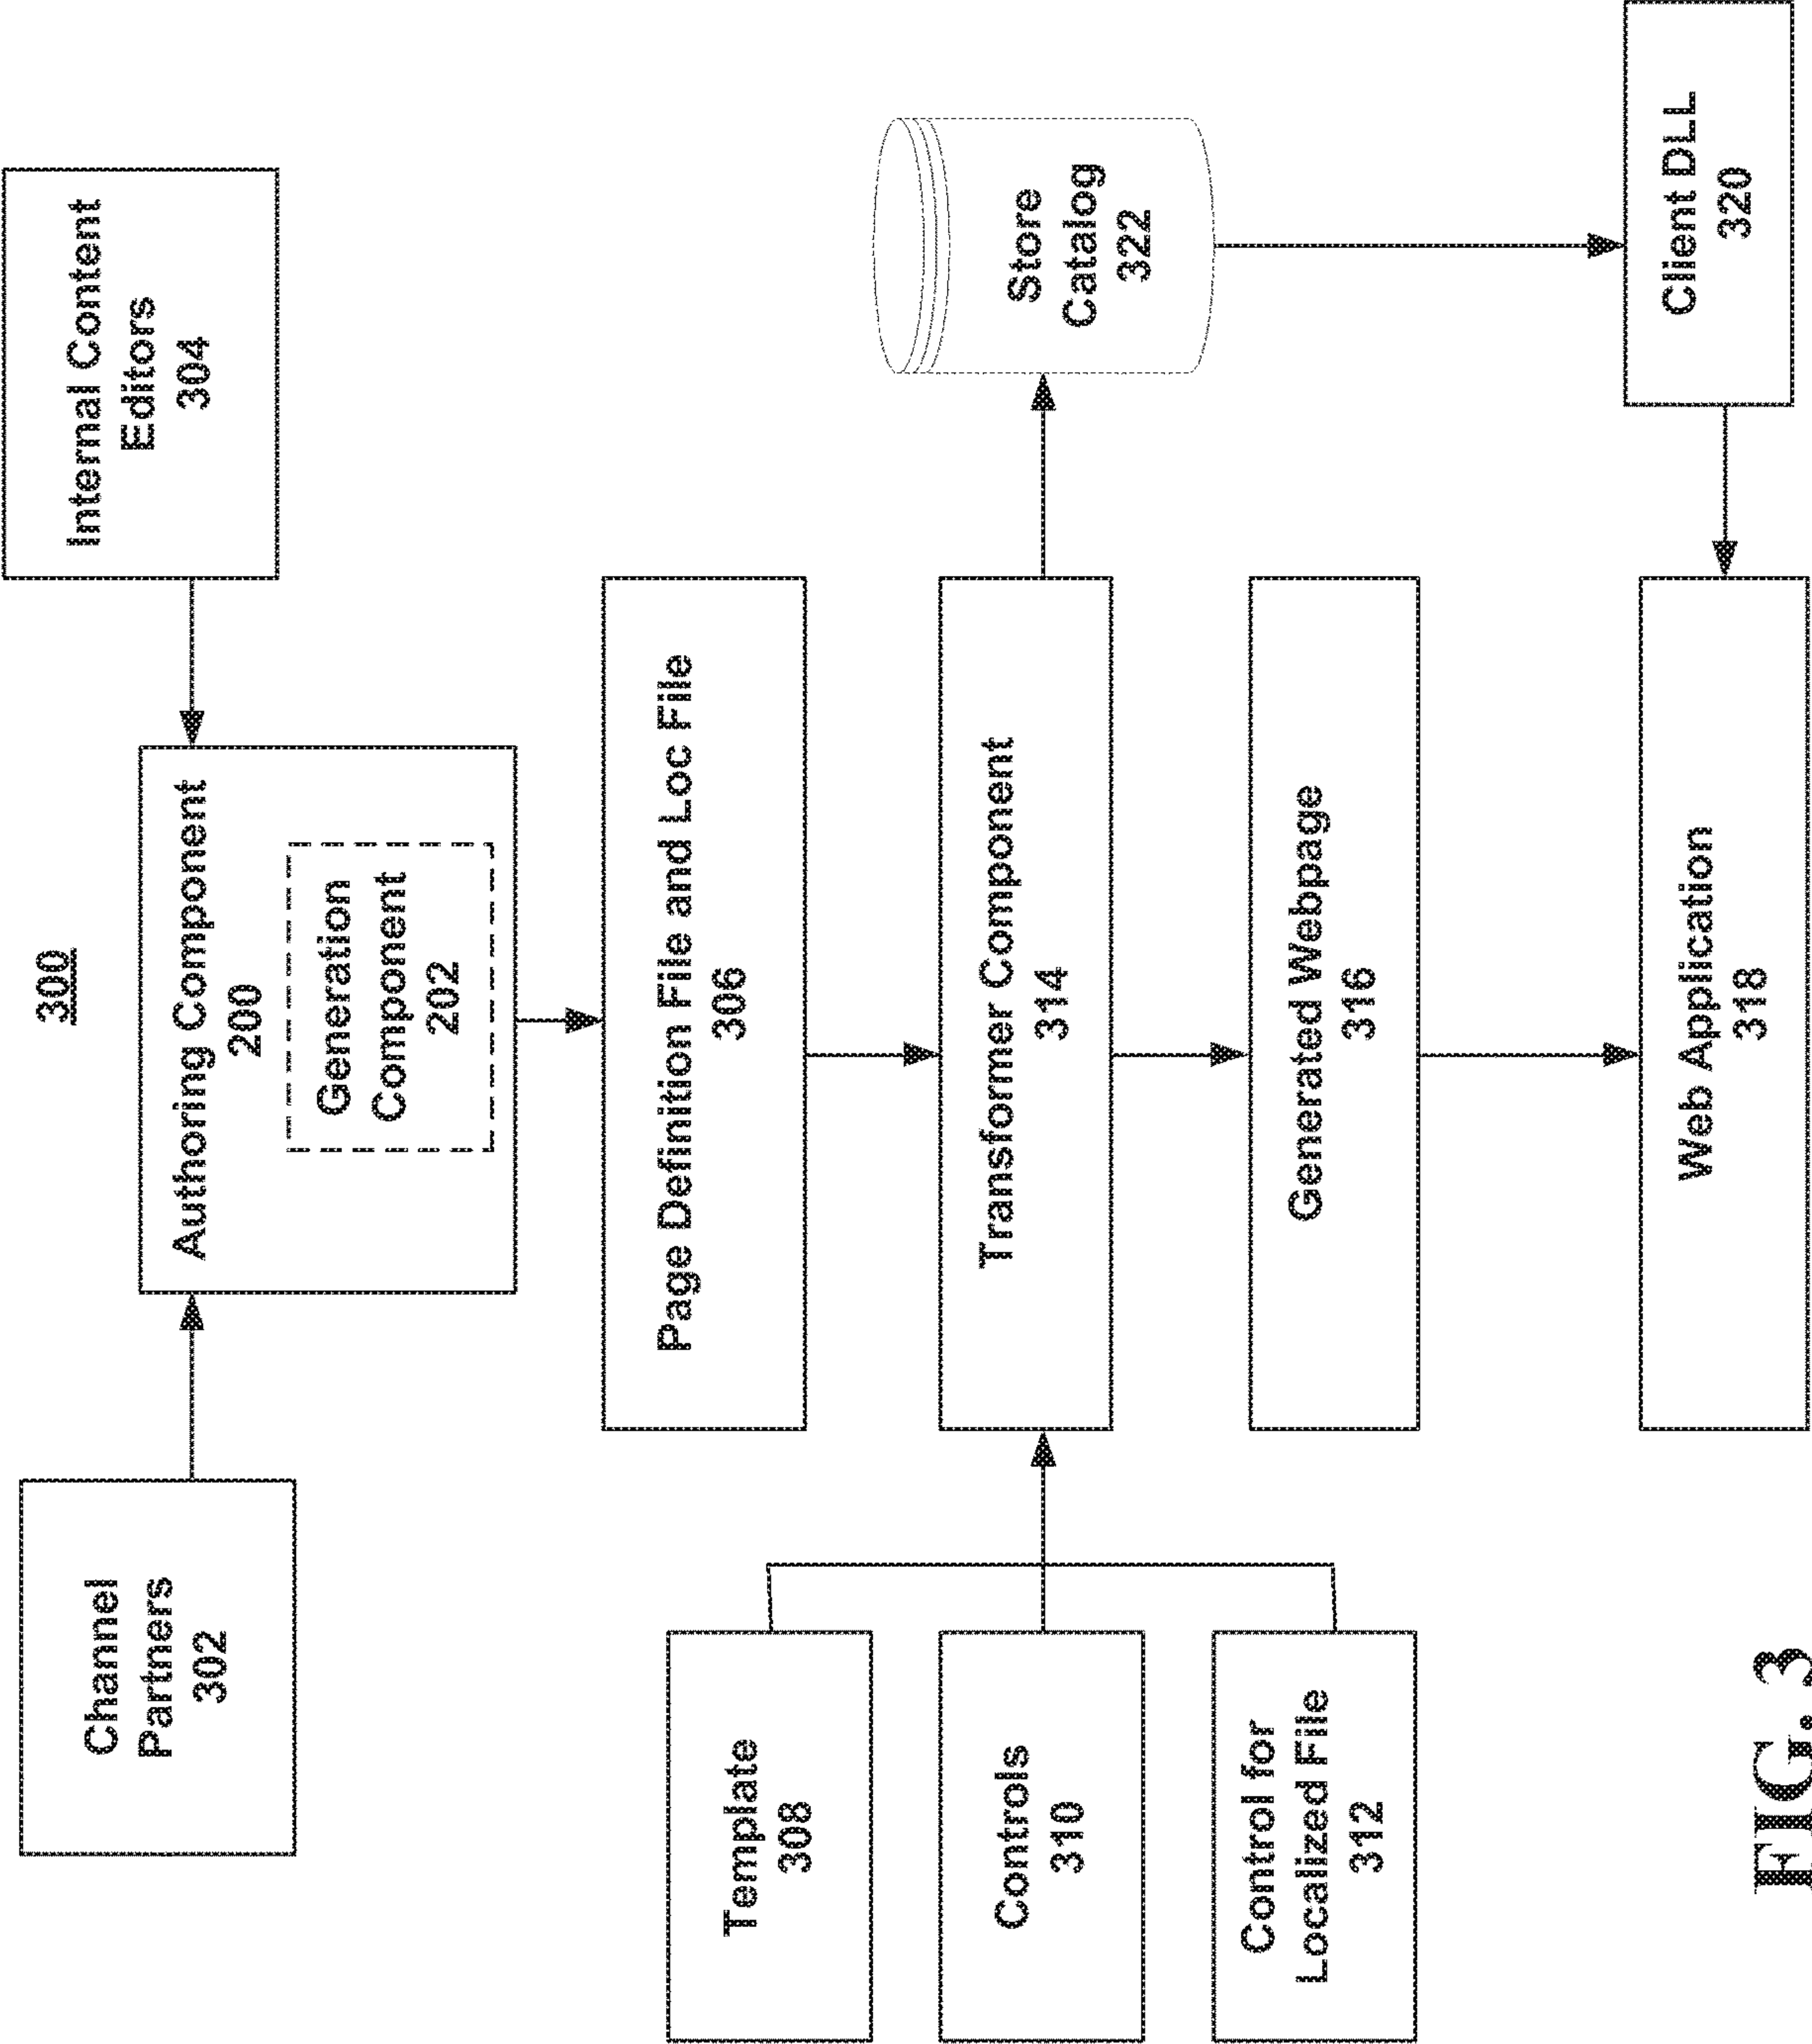 300
Channel
Partners
302
Authoring Component
200
Generation
Component
202
Internal Content
Editors
304
Page Definition File and Loc File
306
Template
308
Controls
310
Control for
Localized File
312
Transformer Component
314
Store
Catalog
322
Generated Webpage
316
Web Application
318
Client DLL
320
FIG. 3